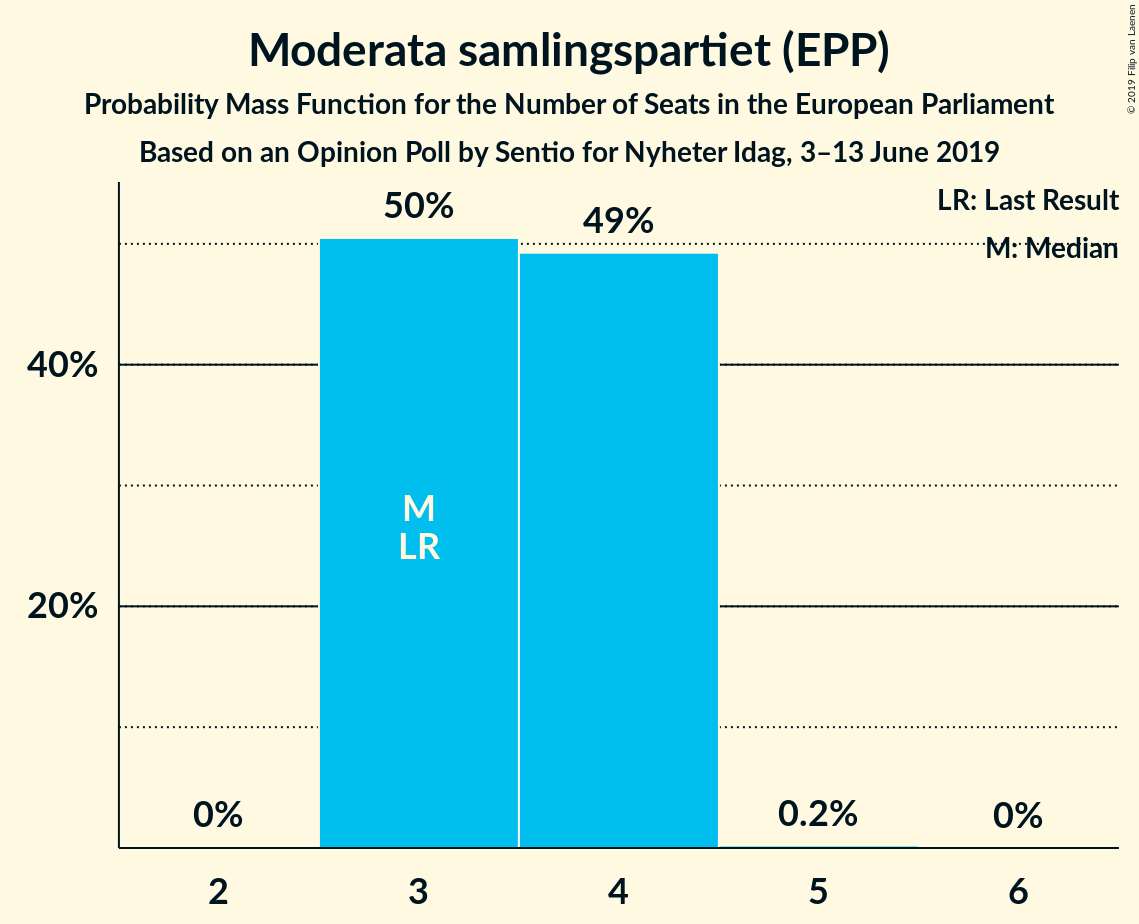 Moderata samlingspartiet (EPP)
Probability Mass Function for the Number of Seats in the European Parliament
Based on an Opinion Poll by Sentio for Nyheter Idag, 3–13 June 2019
© 2019 Filip van Laenen
LR: Last Result
M: Median
50%
49%
40%
M
LR
20%
0%
0.2%
0%
2
3
4
5
6